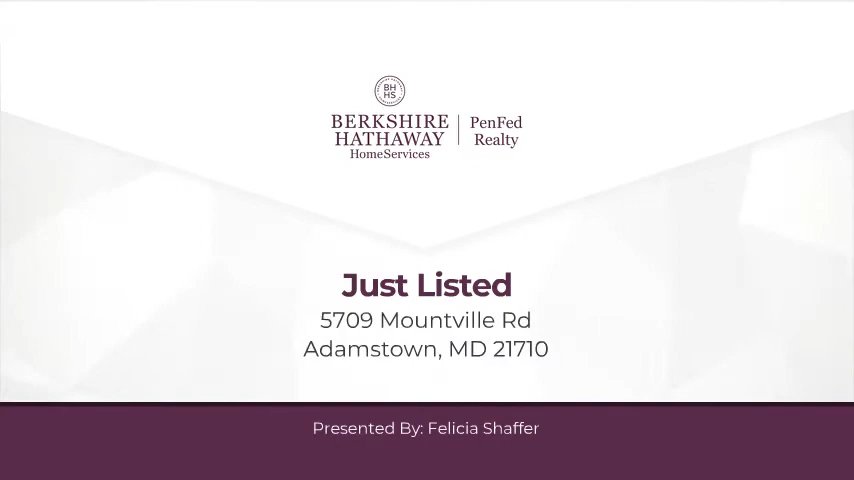 BH
HS
BERKSHIRE
HATHAWAY
HomeServices
PenFed
Realty
Just Listed
5709 Mountville Rd
Adamstown, MD 21710
Presented By: Felicia Shaffer